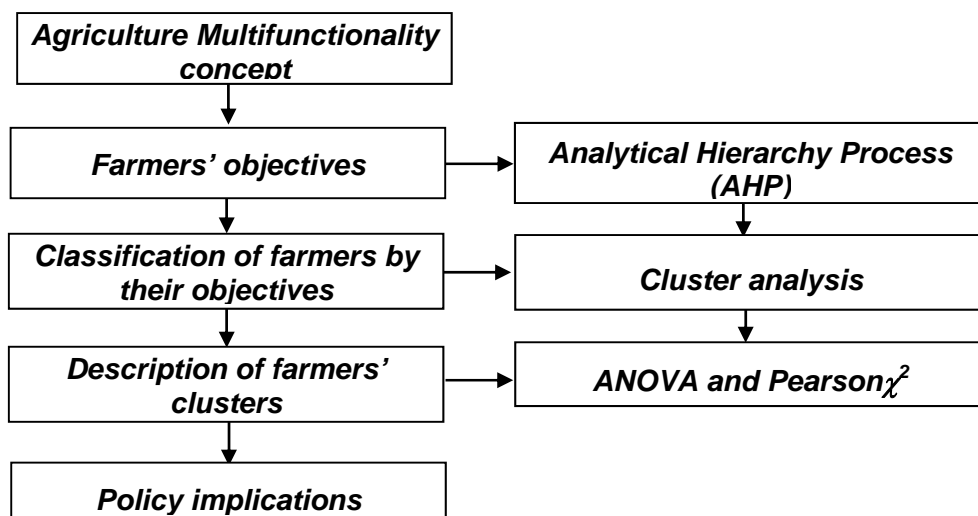 Agriculture Multifunctionality
concept
Farmers’ objectives
Analytical Hierarchy Process
(AHP)
Classification of farmers by
their objectives
Cluster analysis
Description of farmers’
clusters
ANOVA and Pearsonχ²
Policy implications